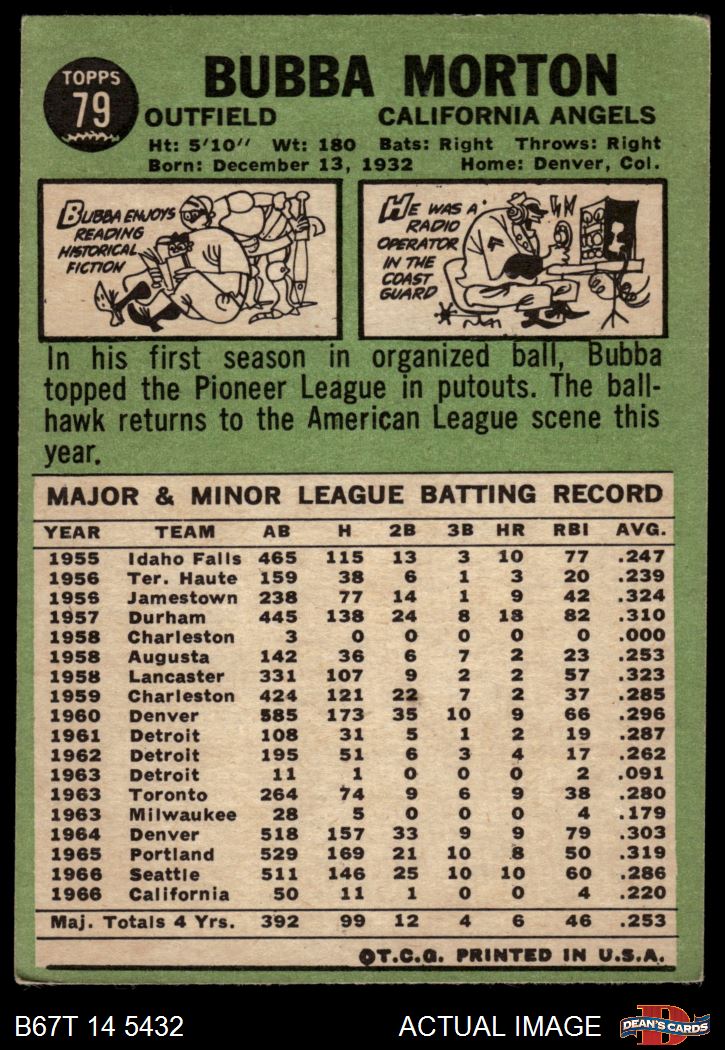 TOPPS
79
BUBBA MORTON
OUTFIELD CALIFORNIA ANGELS
Ht: 5'10" Wt: 180 Bats: Right Throws: Right
Born: December 13, 1932 Home: Denver, Col.
BUBBA ENJOYS
READING
HISTORICAL
FICTION
HE WAS A
RADIO
OPERATOR
IN THE
COAST
GUARD
In his first season in organized ball, Bubba
topped the Pioneer League in putouts. The ball-
hawk returns to the American League scene this
year.
MAJOR & MINOR LEAGUE BATTING RECORD
YEAR TEAM AB H 2B 3B HR RBI AVG.
1955 Idaho Falls 465 115 13 3 10 77 .247
1956 Ter. Haute 159 38 6 1 3 20 .239
1956 Jamestown 238 77 14 1 9 42 .324
1957 Durham 445 138 24 8 18 82 .310
1958 Charleston 3 0 0 0 0 0 .000
1958 Augusta 142 36 6 7 2 23 .253
1958 Lancaster 331 107 9 2 2 57 .323
1959 Charleston 424 121 22 7 2 37 .285
1960 Denver 585 173 35 10 9 66 .296
1961 Detroit 108 31 5 1 2 19 .287
1962 Detroit 195 51 6 3 4 17 .262
1963 Detroit 11 1 0 0 0 2 .091
1963 Toronto 264 74 9 6 9 38 .280
1963 Milwaukee 28 5 0 0 0 4 .179
1964 Denver 518 157 33 9 9 79 .303
1965 Portland 529 169 21 10 8 50 .319
1966 Seattle 511 146 25 10 10 60 .286
1966 California 50 11 1 0 0 4 .220
Maj. Totals 4 Yrs. 392 99 12 4 6 46 .253
©T.C.G. PRINTED IN U.S.A.
B67T 14 5432 ACTUAL IMAGE D DEAN'S CARDS